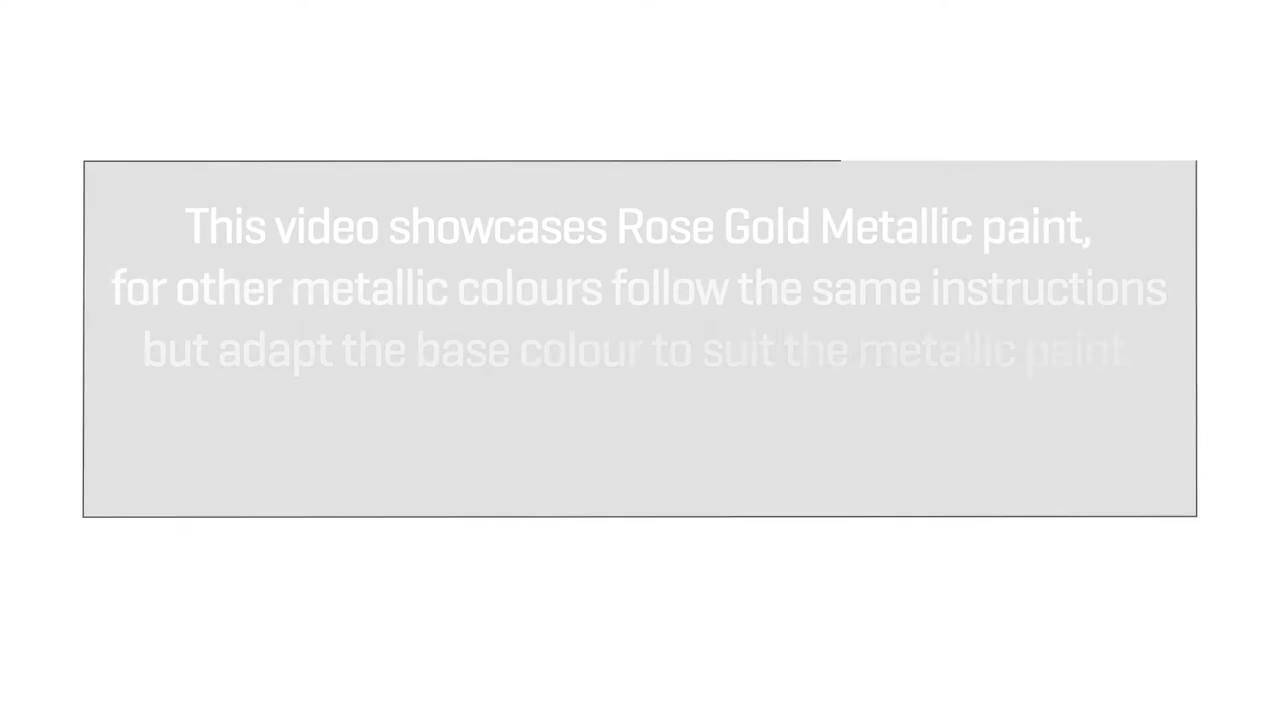 This video showcases Rose Gold Metallic paint,
for other metallic colours follow the same instructions
but adapt the base colour to suit the metallic paint.